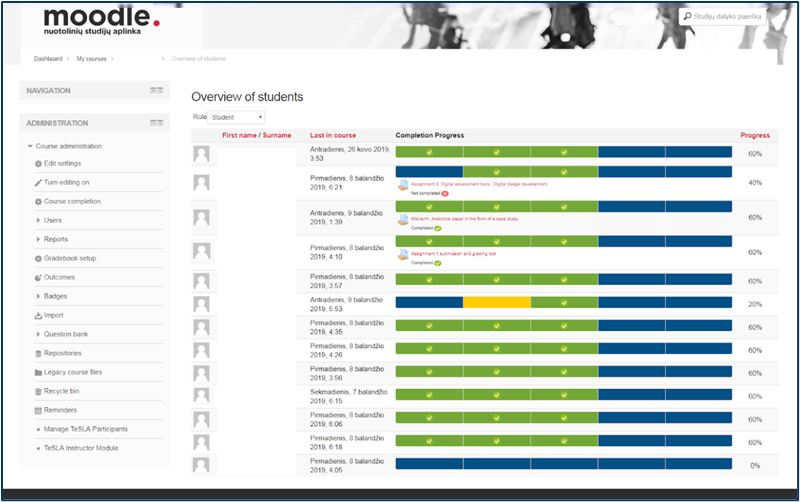 moodle.
nuotolinių studijų aplinka
Studijų dalyko paieška
Dashboard
My courses
Overview of students
NAVIGATION
ADMINISTRATION
Course administration
Edit settings
Turn editing on
Course completion
Users
Reports
Gradebook setup
Outcomes
Badges
Import
Question bank
Repositories
Legacy course files
Recycle bin
Reminders
Manage TeSLA Participants
TeSLA Instructor Module
Overview of students
Role Student
First name / Surname Last in course Completion Progress Progress
Antradienis, 26 kovo 2019,
3:53
60%
Pirmadienis, 8 balandžio
2019, 6:21
Assignment 3. Digital assessment tools - Digital badge development
Not completed
40%
Antradienis, 9 balandžio
2019, 1:39
Mid-term. Analytical paper in the form of a case study
Completed
60%
Pirmadienis, 8 balandžio
2019, 4:10
Assignment 1 submission and grading tool
Completed
60%
Pirmadienis, 8 balandžio
2019, 3:57
60%
Antradienis, 9 balandžio
2019, 5:53
20%
Pirmadienis, 8 balandžio
2019, 4:35
60%
Pirmadienis, 8 balandžio
2019, 4:26
60%
Pirmadienis, 8 balandžio
2019, 3:56
60%
Sekmadienis, 7 balandžio
2019, 6:15
60%
Pirmadienis, 8 balandžio
2019, 6:06
60%
Pirmadienis, 8 balandžio
2019, 6:18
60%
Pirmadienis, 8 balandžio
2019, 4:05
0%